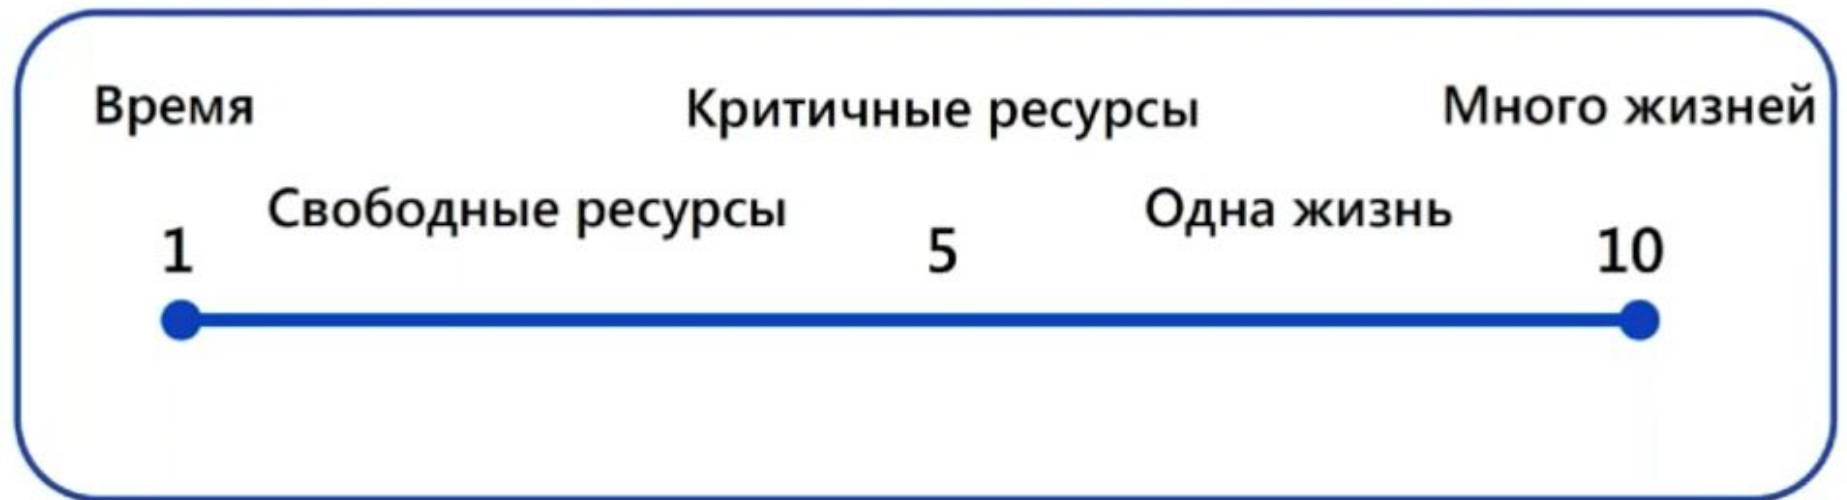 Время Критичные ресурсы Много жизней
Свободные ресурсы Одна жизнь
1 5 10